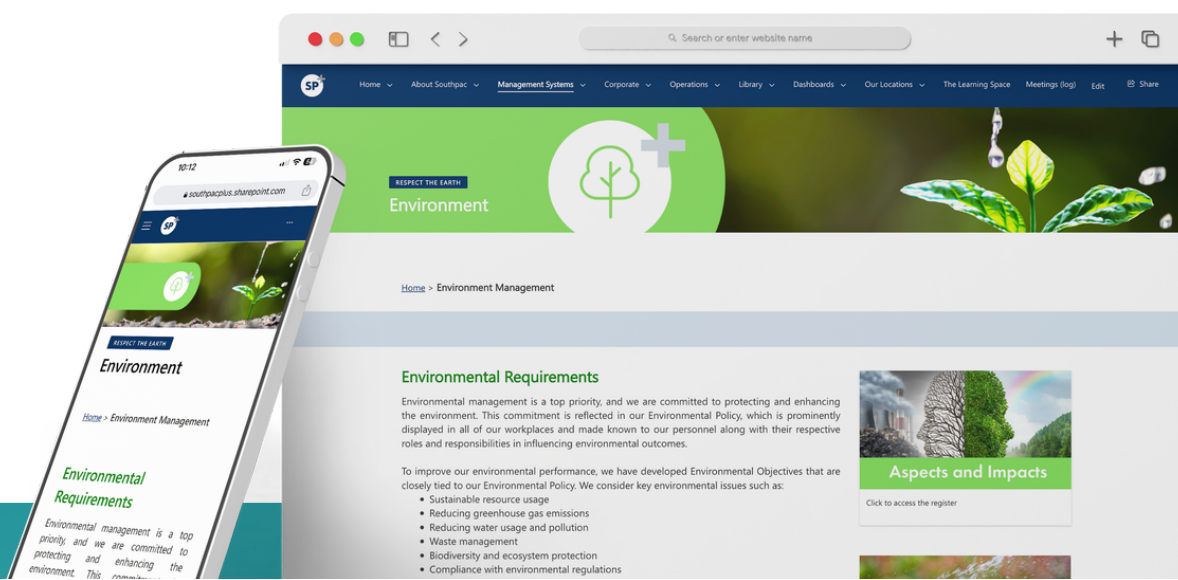 Search or enter website name
SP+
Home
About Southpac
Management Systems
Corporate
Operations
Library
Dashboards
Our Locations
The Learning Space
Meetings (log)
Edit
Share
RESPECT THE EARTH
Environment
Home > Environment Management
Environmental Requirements
Environmental management is a top priority, and we are committed to protecting and enhancing
the environment. This commitment is reflected in our Environmental Policy, which is prominently
displayed in all of our workplaces and made known to our personnel along with their respective
roles and responsibilities in influencing environmental outcomes.
To improve our environmental performance, we have developed Environmental Objectives that are
closely tied to our Environmental Policy. We consider key environmental issues such as:
• Sustainable resource usage
• Reducing greenhouse gas emissions
• Reducing water usage and pollution
• Waste management
• Biodiversity and ecosystem protection
• Compliance with environmental regulations
Aspects and Impacts
Click to access the register
10:12
southpacplus.sharepoint.com
SP+
RESPECT THE EARTH
Environment
Home > Environment Management
Environmental
Requirements
Environmental management is a top
priority, and we are committed to
protecting and enhancing the
environment. This commitment